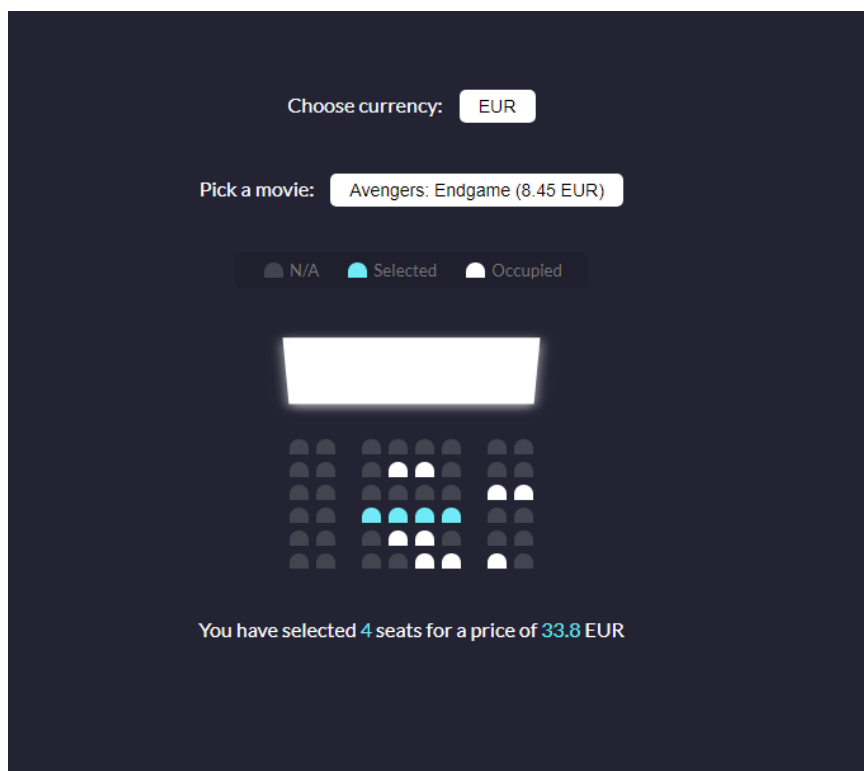 Choose currency: EUR
Pick a movie: Avengers: Endgame (8.45 EUR)
N/A Selected Occupied
You have selected 4 seats for a price of 33.8 EUR